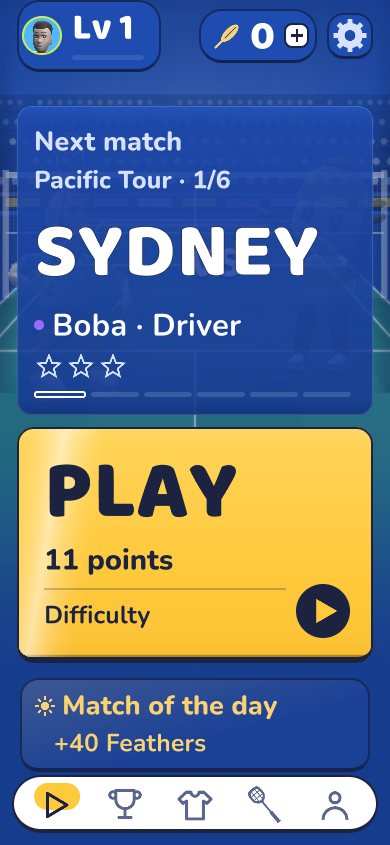 Lv 1
0
Next match
Pacific Tour · 1/6
SYDNEY
Boba · Driver
PLAY
11 points
Difficulty
Match of the day
+40 Feathers